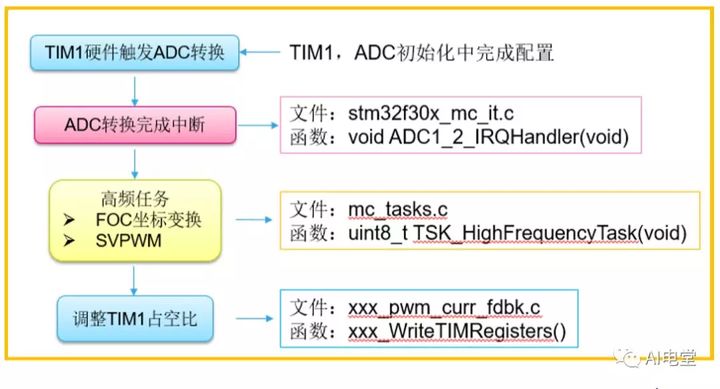 TIM1硬件触发ADC转换
TIM1，ADC初始化中完成配置
ADC转换完成中断
文件：stm32f30x_mc_it.c
函数：void ADC1_2_IRQHandler(void)
高频任务
➢ FOC坐标变换
➢ SVPWM
文件：mc_tasks.c
函数：uint8_t TSK_HighFrequencyTask(void)
调整TIM1占空比
文件：xxx_pwm_curr_fdbk.c
函数：xxx_WriteTIMRegisters()
AI电堂